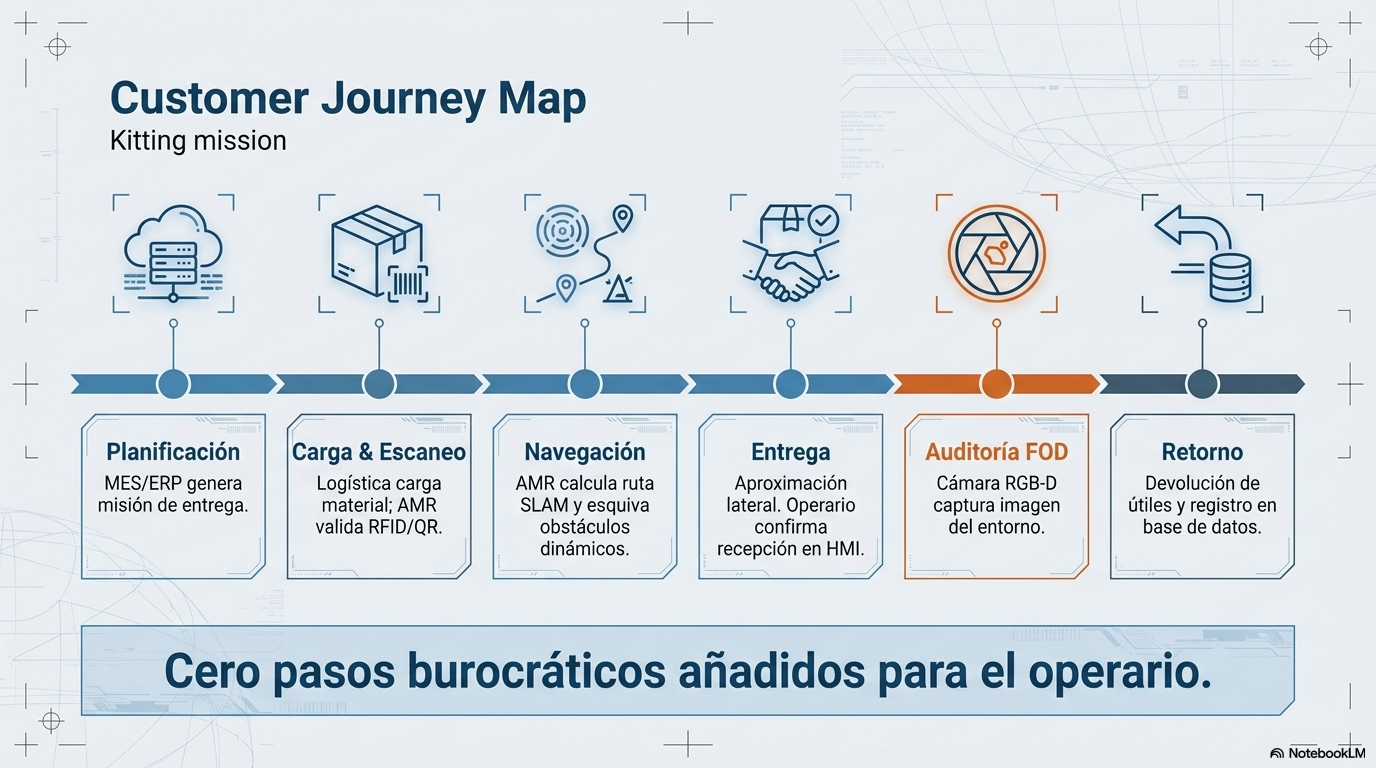 Customer Journey Map
Kitting mission
Planificación
MES/ERP genera
misión de entrega.
Carga & Escaneo
Logística carga
material; AMR
valida RFID/QR.
Navegación
AMR calcula ruta
SLAM y esquiva
obstáculos
dinámicos.
Entrega
Aproximación
lateral. Operario
confirma
recepción en HMI.
Auditoría FOD
Cámara RGB-D
captura imagen
del entorno.
Retorno
Devolución de
útiles y registro en
base de datos.
Cero pasos burocráticos añadidos para el operario.
NotebookLM